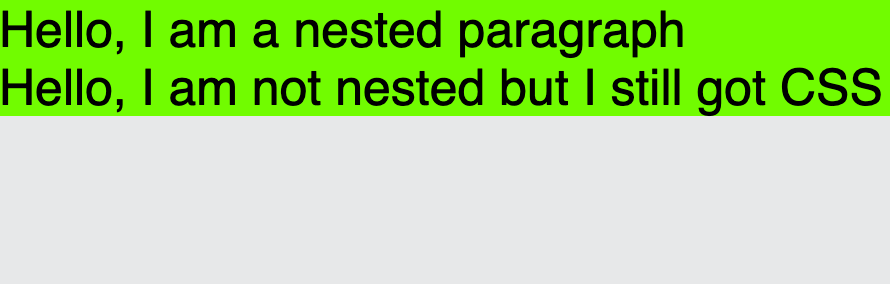 Hello, I am a nested paragraph
Hello, I am not nested but I still got CSS